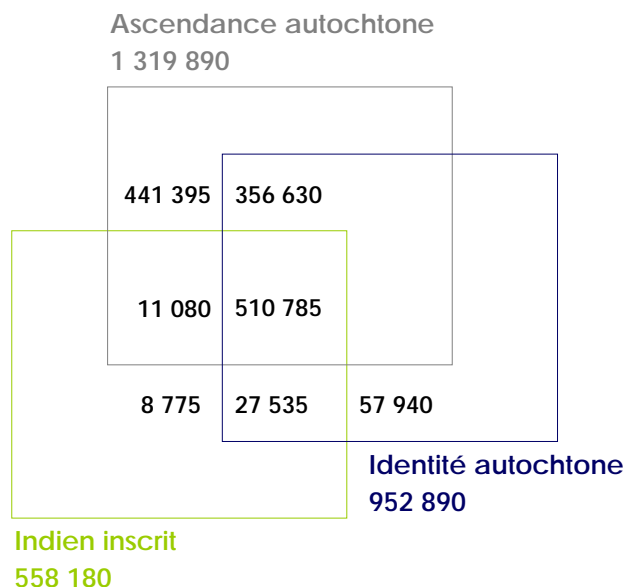 Ascendance autochtone
1 319 890
441 395 356 630
11 080 510 785
8 775 27 535 57 940
Identité autochtone
952 890
Indien inscrit
558 180